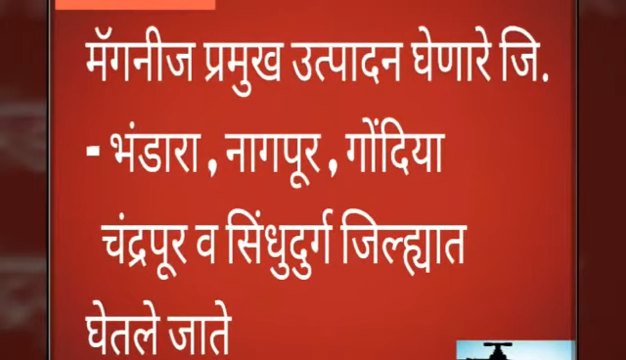 मॅगनीज प्रमुख उत्पादन घेणारे जि.
- भंडारा , नागपूर , गोंदिया
चंद्रपूर व सिंधुदुर्ग जिल्ह्यात
घेतले जाते